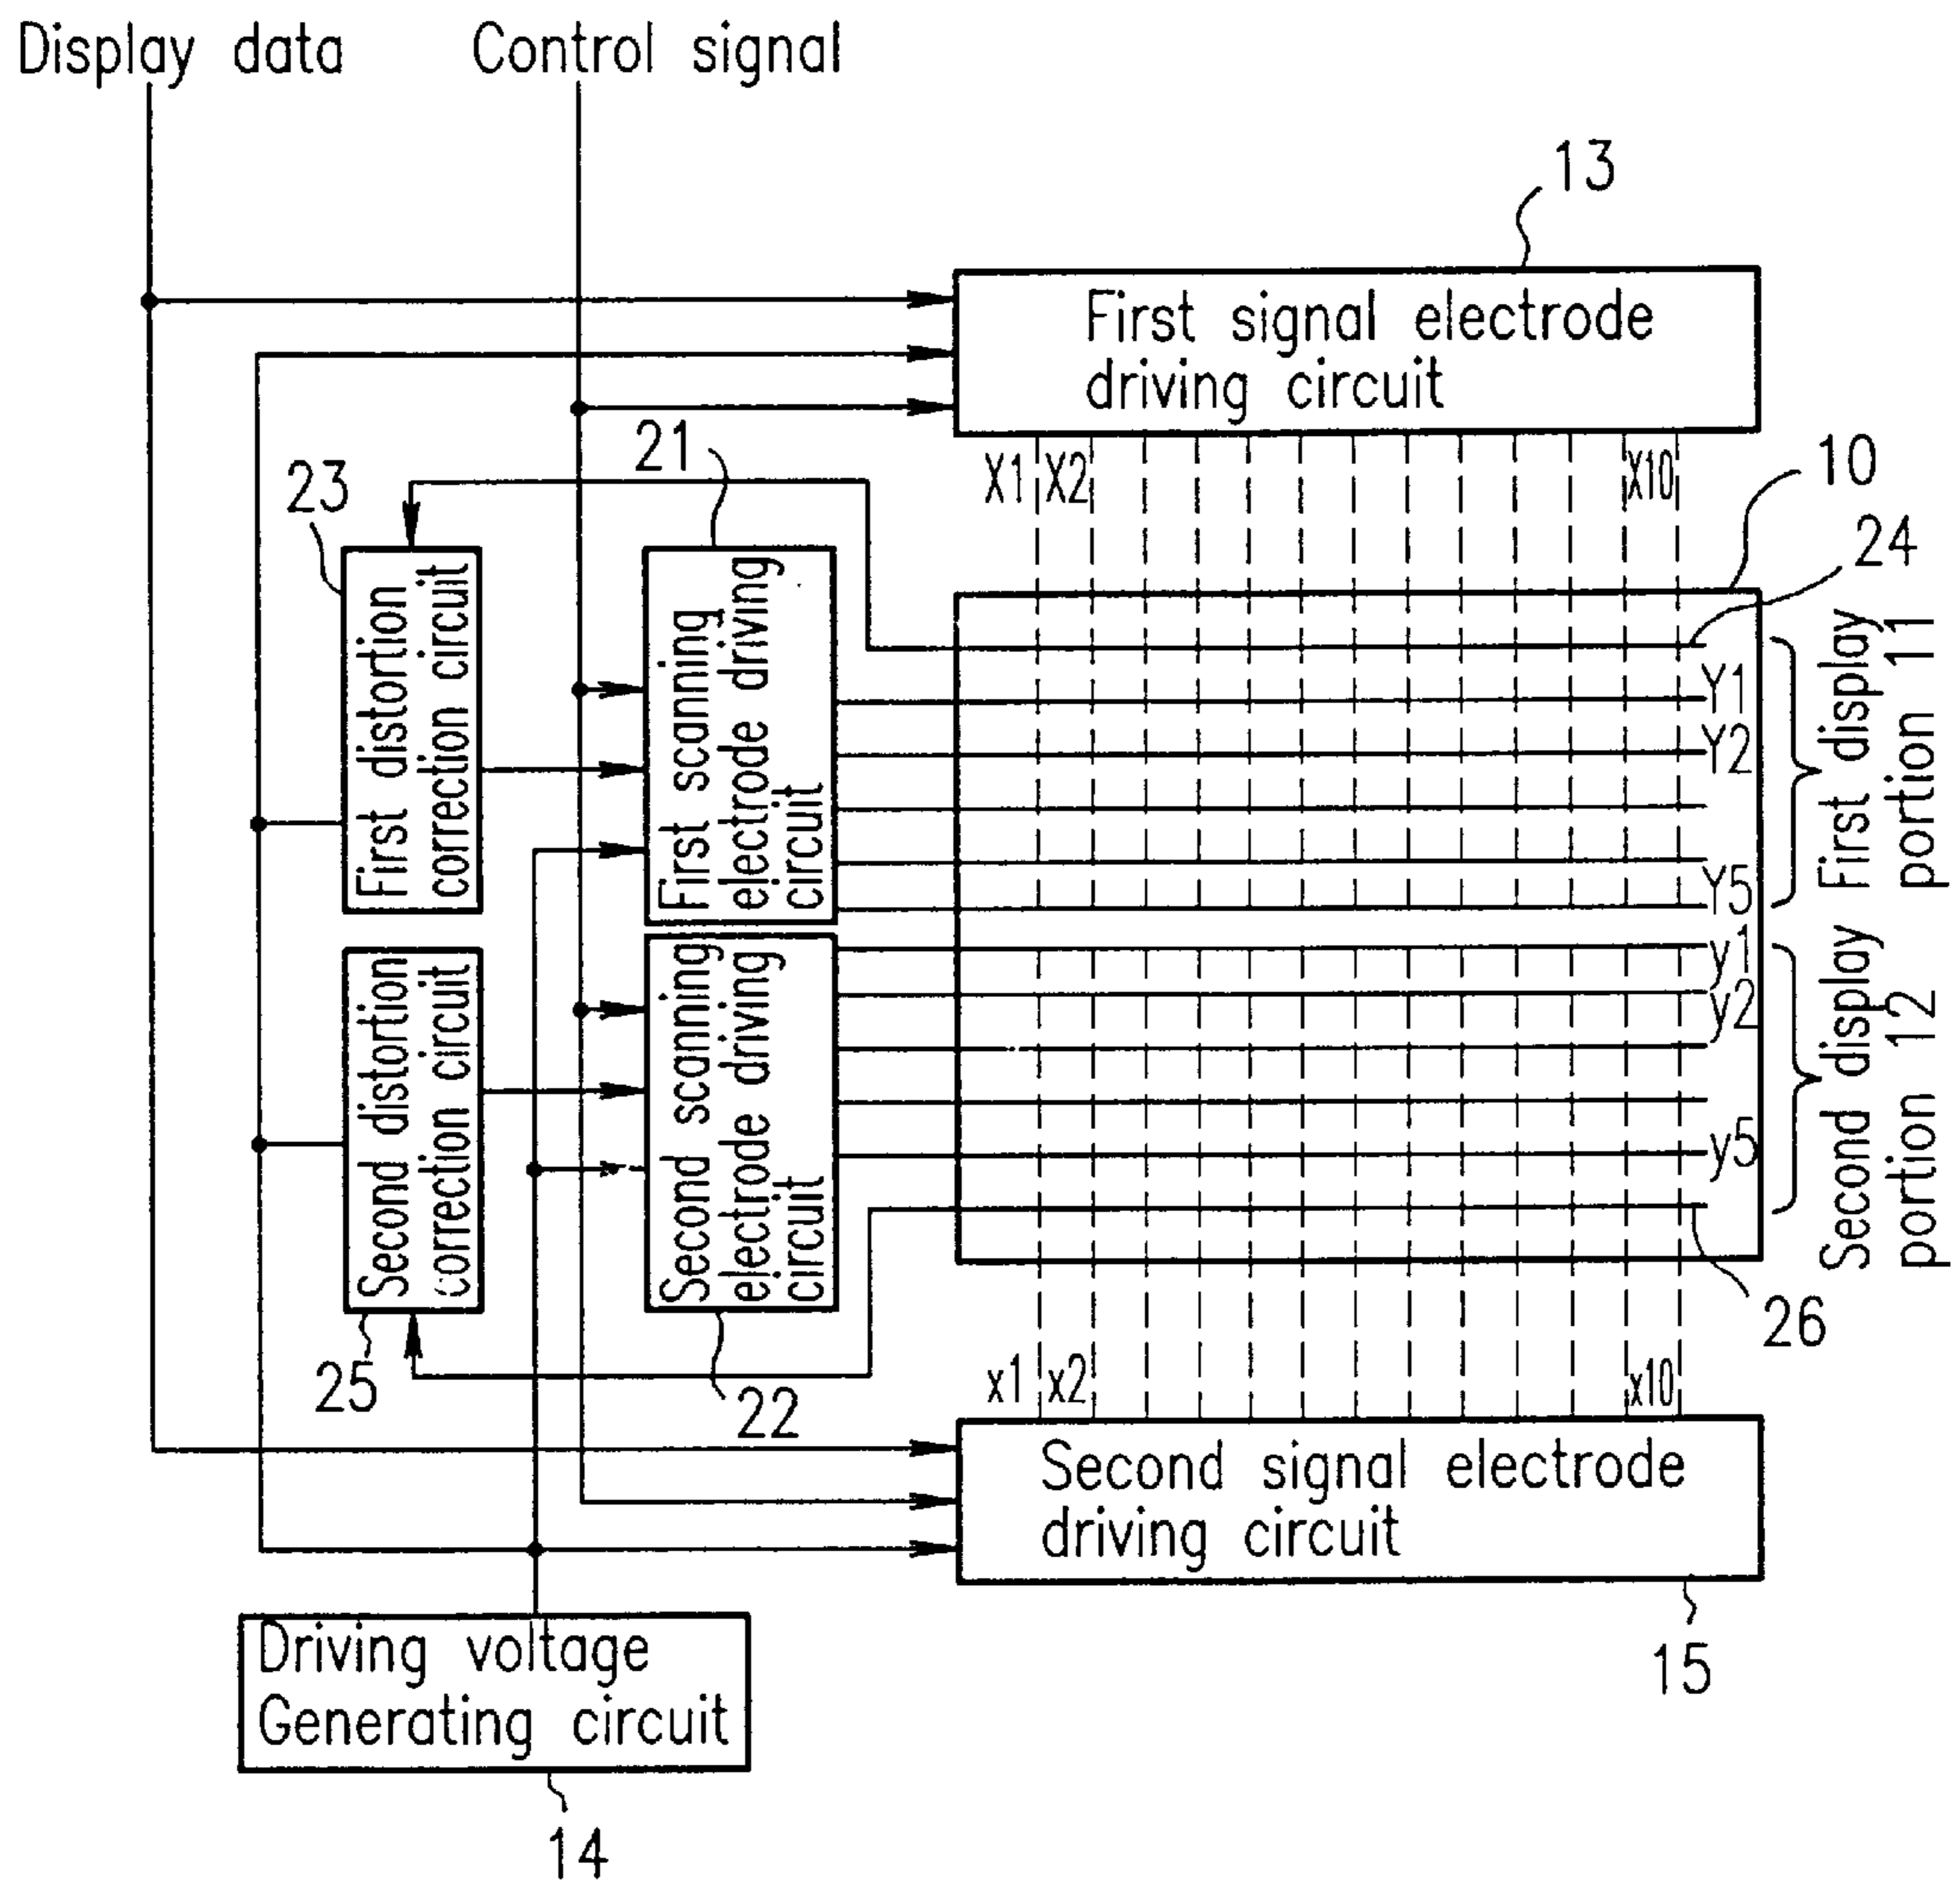 Display data
Control signal
13
First signal electrode
driving circuit
X1 X2 X10
10
24
21
23
First distortion
correction circuit
First scanning
electrode driving
circuit
Y1
Y2
Y5
First display
portion 11
y1
y2
y5
Second display
portion 12
Second distortion
correction circuit
Second scanning
electrode driving
circuit
26
25
22
x1 x2 x10
Second signal electrode
driving circuit
15
Driving voltage
Generating circuit
14